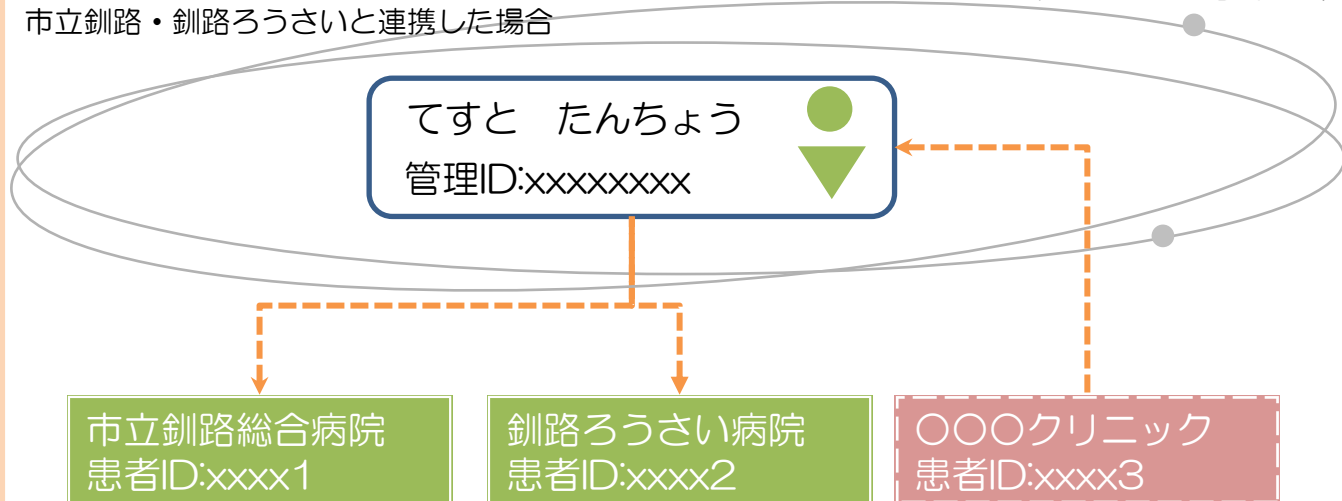 市立釧路・釧路ろうさいと連携した場合
てすと　たんちょう
管理ID:xxxxxxxx
市立釧路総合病院
患者ID:xxxx1
釧路ろうさい病院
患者ID:xxxx2
〇〇〇クリニック
患者ID:xxxx3